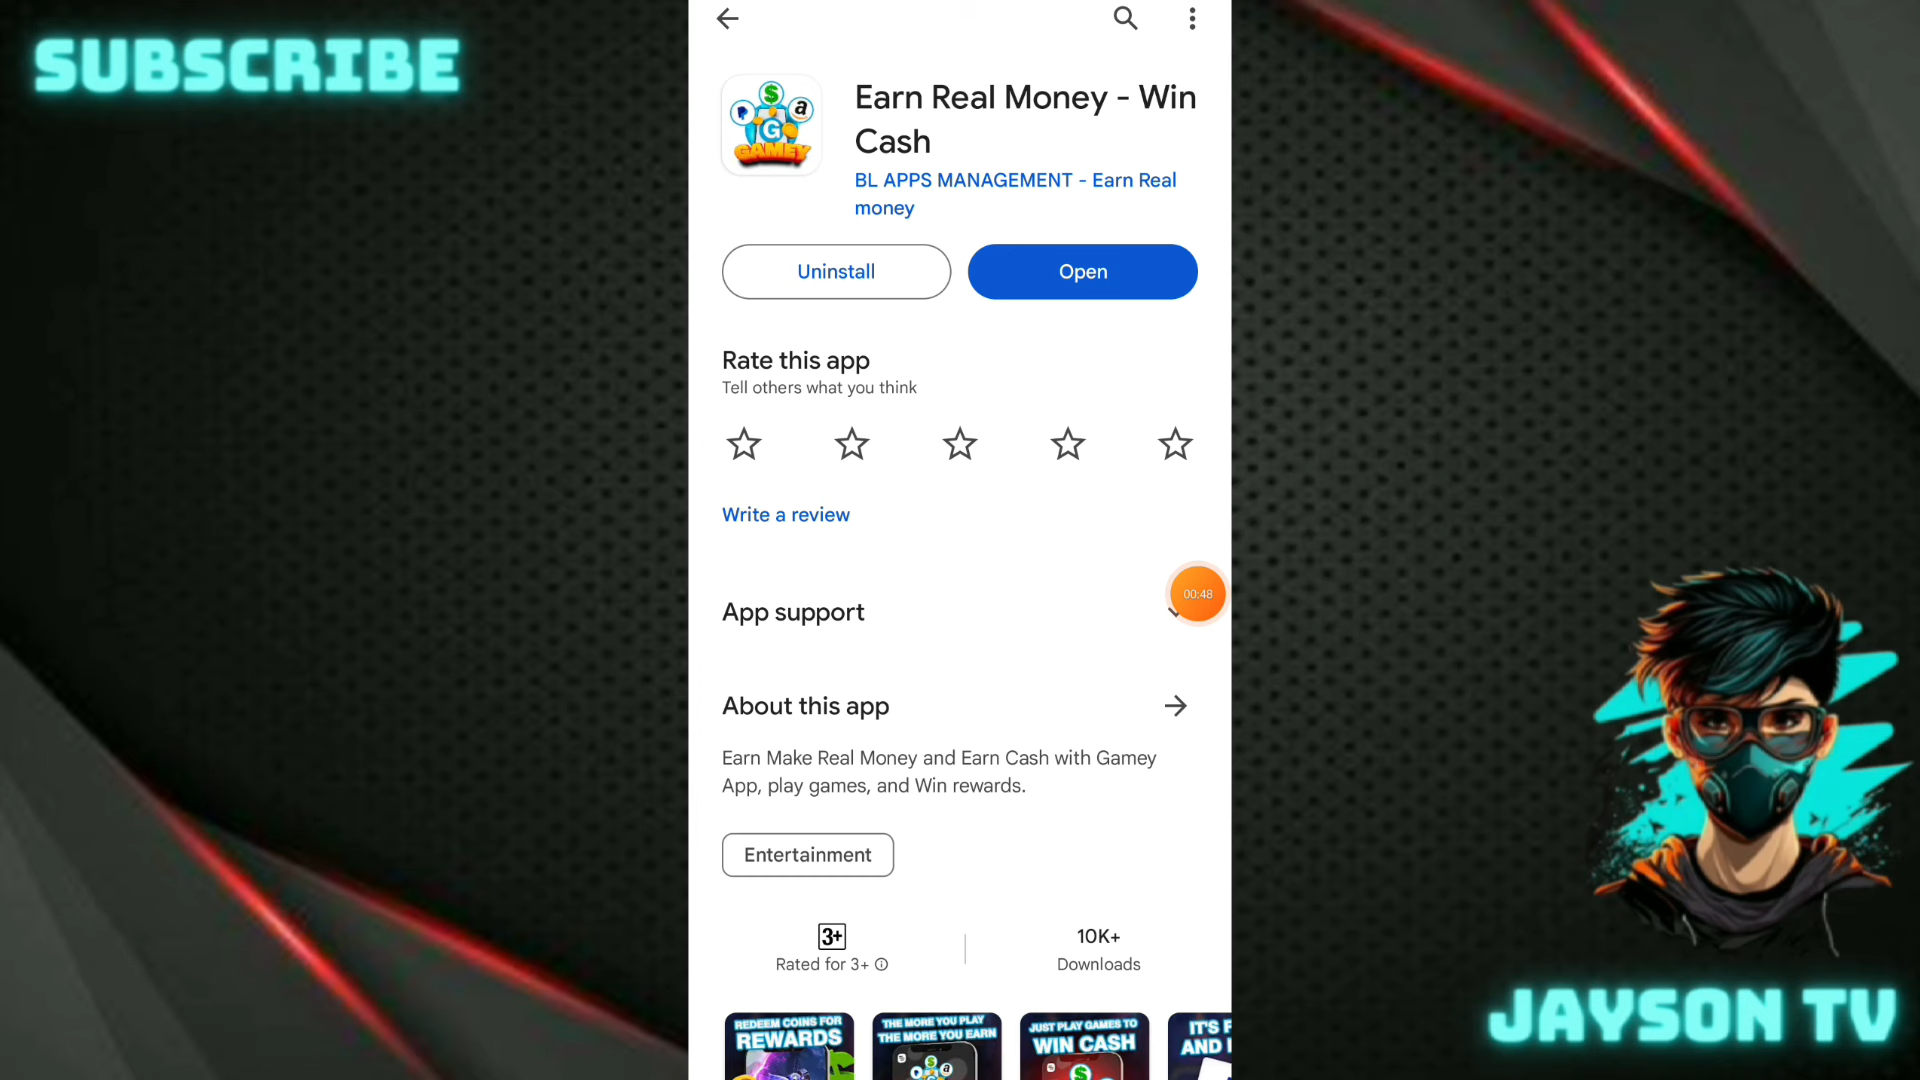 SUBSCRIBE
Earn Real Money - Win
Cash
GAMEY
G
$
a
BL APPS MANAGEMENT - Earn Real
money
Uninstall
Open
Rate this app
Tell others what you think
Write a review
00:48
App support
About this app
Earn Make Real Money and Earn Cash with Gamey
App, play games, and Win rewards.
Entertainment
3+
Rated for 3+
10K+
Downloads
REDEEM COINS FOR
REWARDS
THE MORE YOU PLAY
THE MORE YOU EARN
JUST PLAY GAMES TO
WIN CASH
IT'S
AND
JAYSON TV